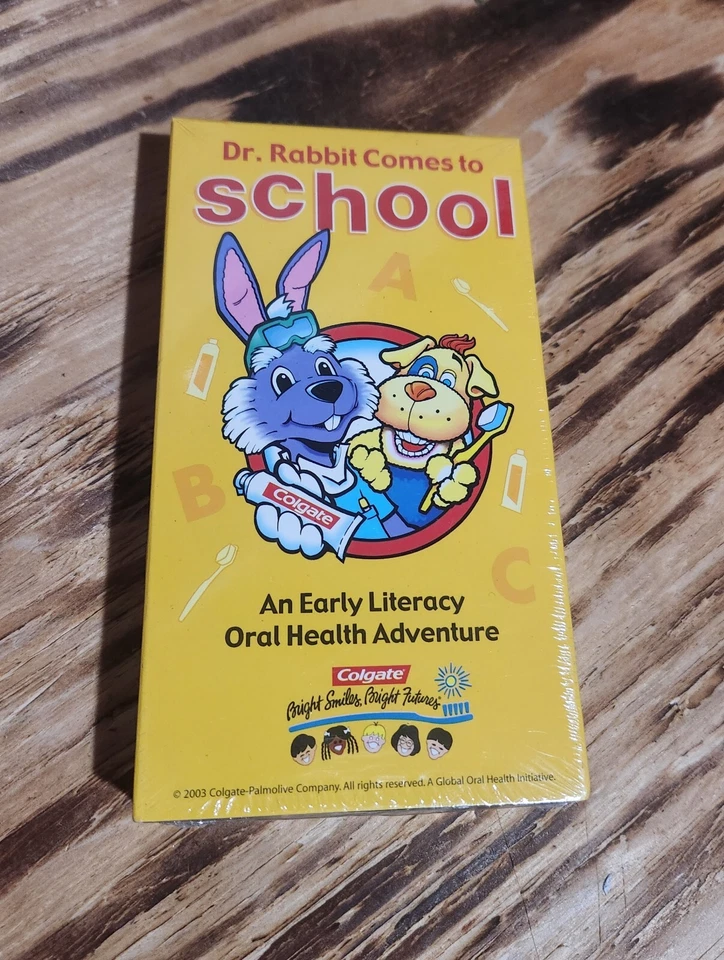 Dr. Rabbit Comes to
school
A
B
Colgate
C
An Early Literacy
Oral Health Adventure
Colgate®
Bright Smiles, Bright Futures®
© 2003 Colgate-Palmolive Company. All rights reserved. A Global Oral Health Initiative.